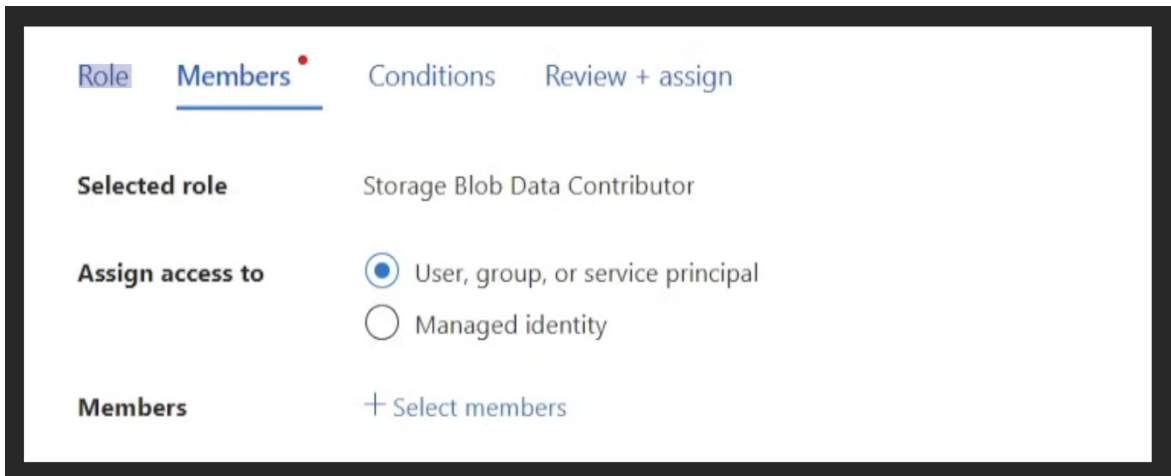 Role Members Conditions Review + assign
Selected role Storage Blob Data Contributor
Assign access to User, group, or service principal
Managed identity
Members + Select members